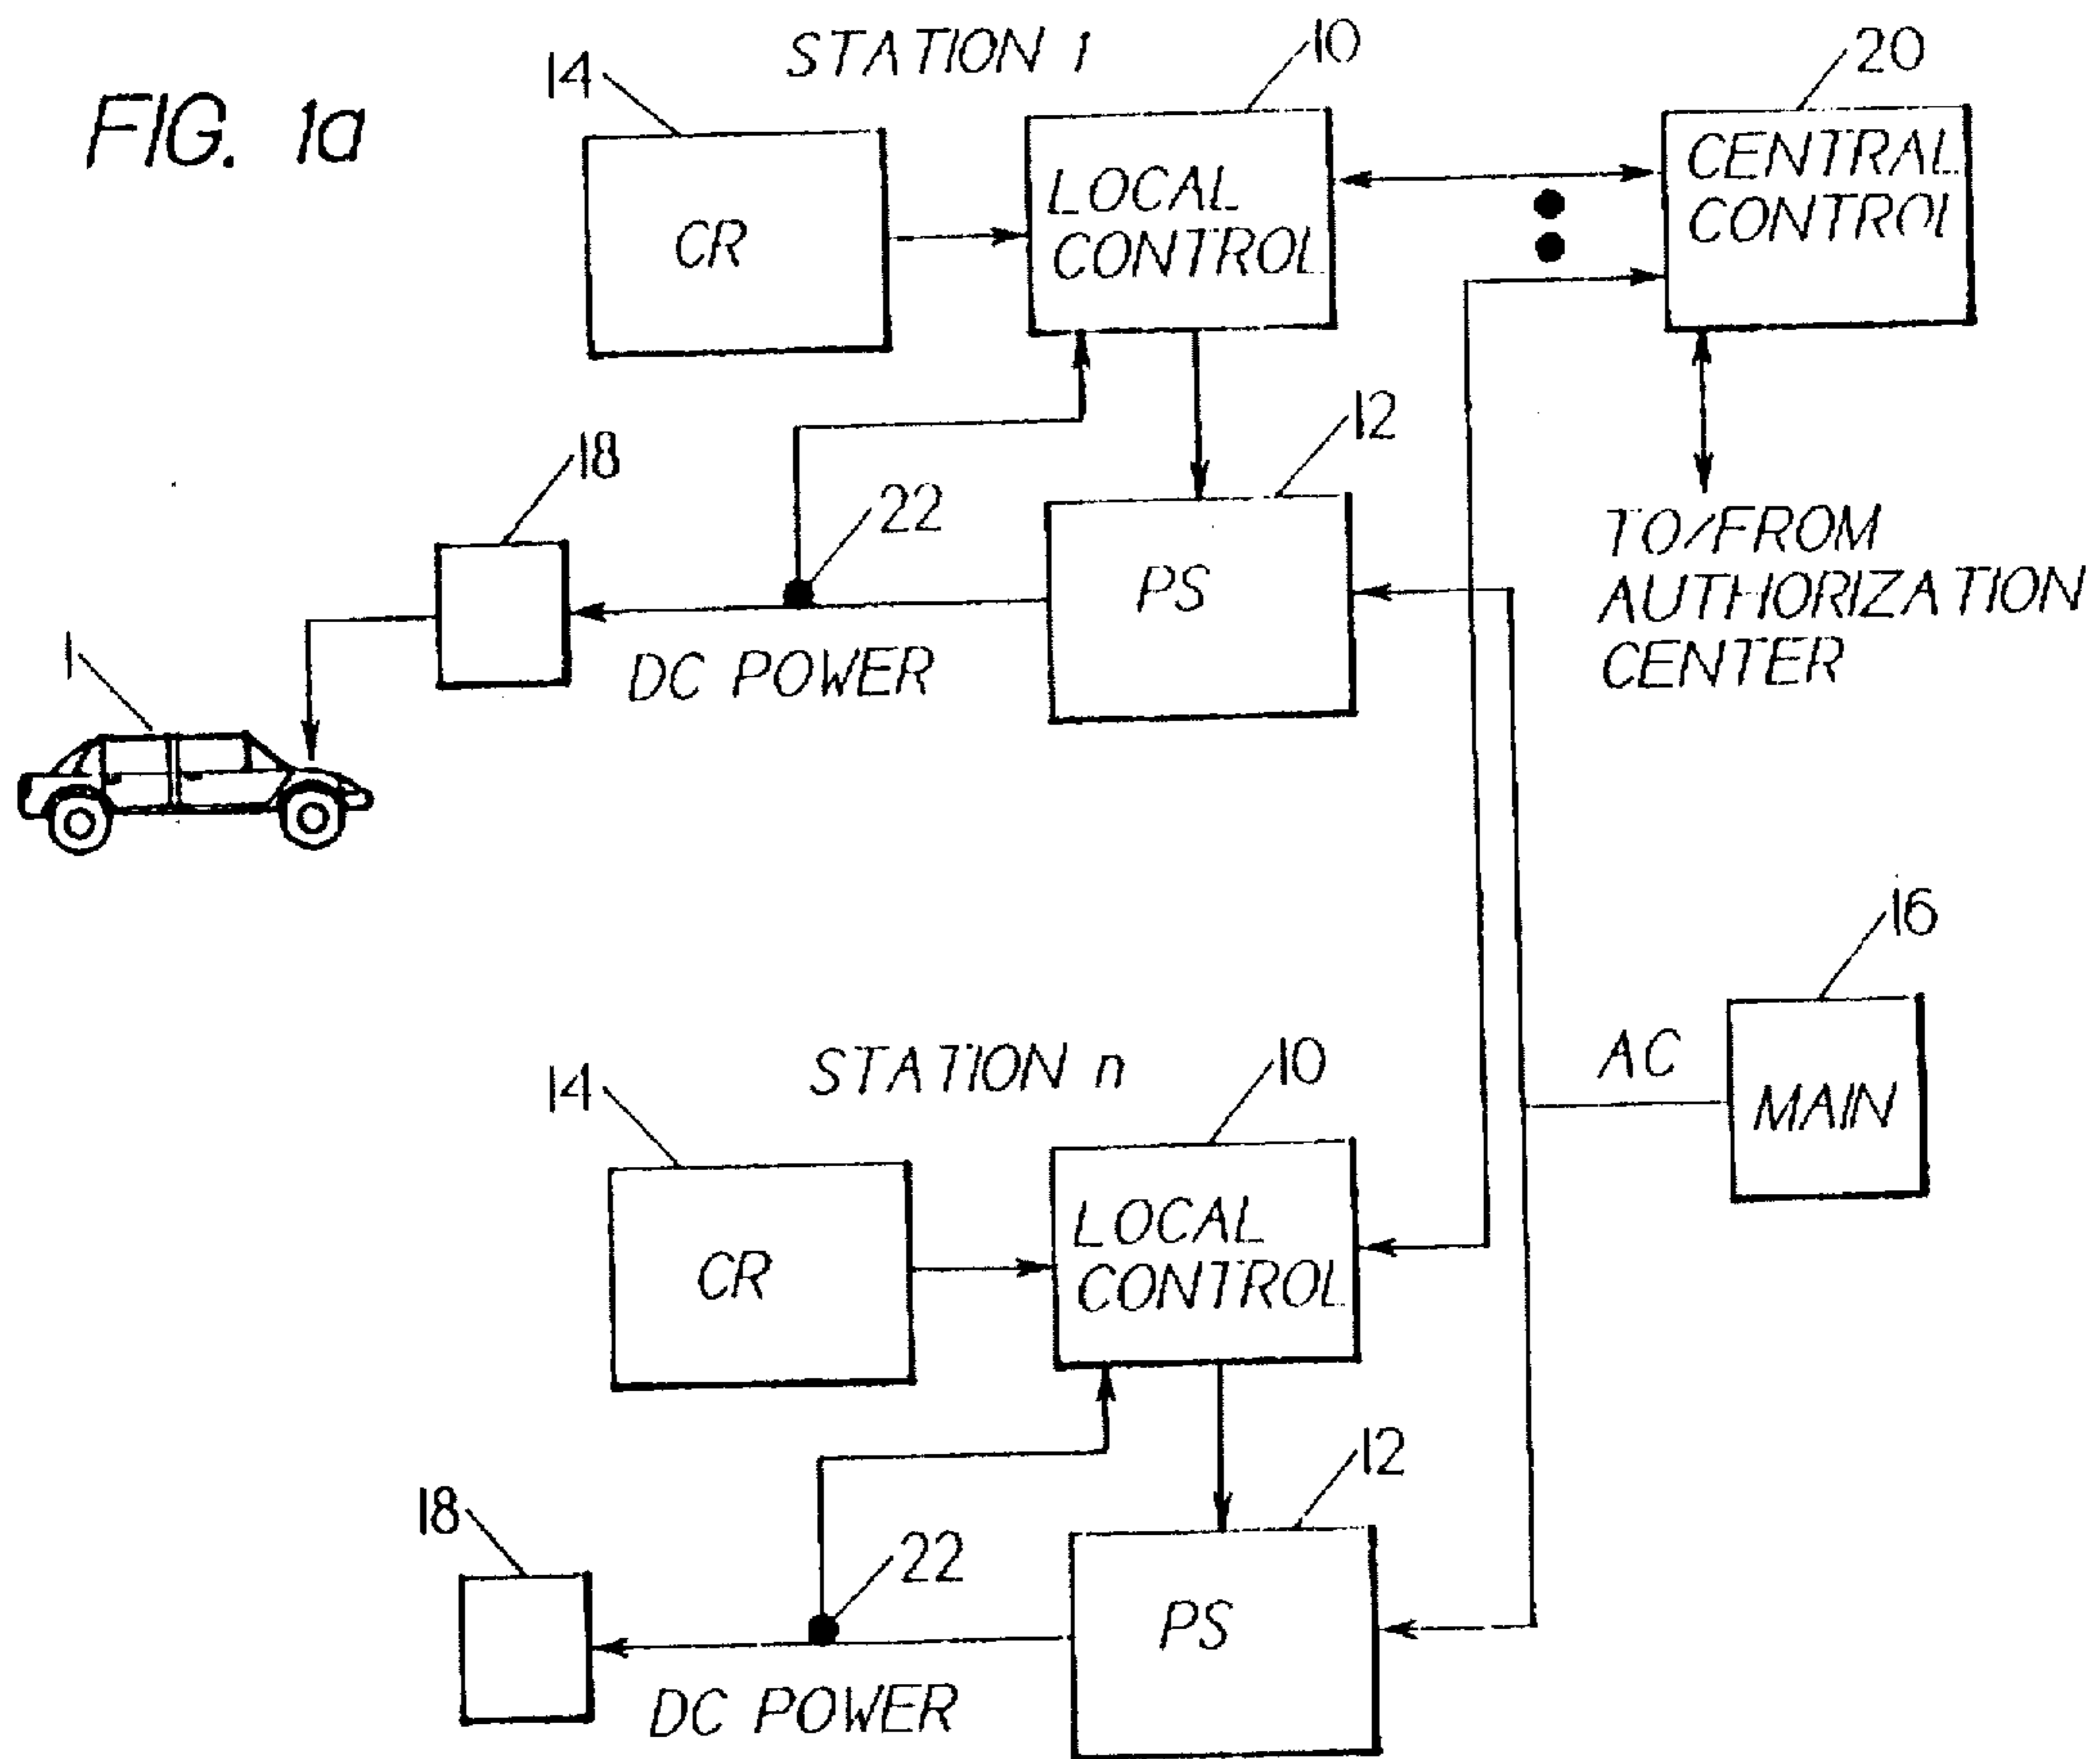 FIG. 1a
STATION 1
14
10
20
CR
LOCAL
CONTROL
CENTRAL
CONTROL
12
18
22
PS
TO/FROM
AUTHORIZATION
CENTER
DC POWER
1
16
AC
MAIN
STATION n
14
10
CR
LOCAL
CONTROL
12
18
22
PS
DC POWER